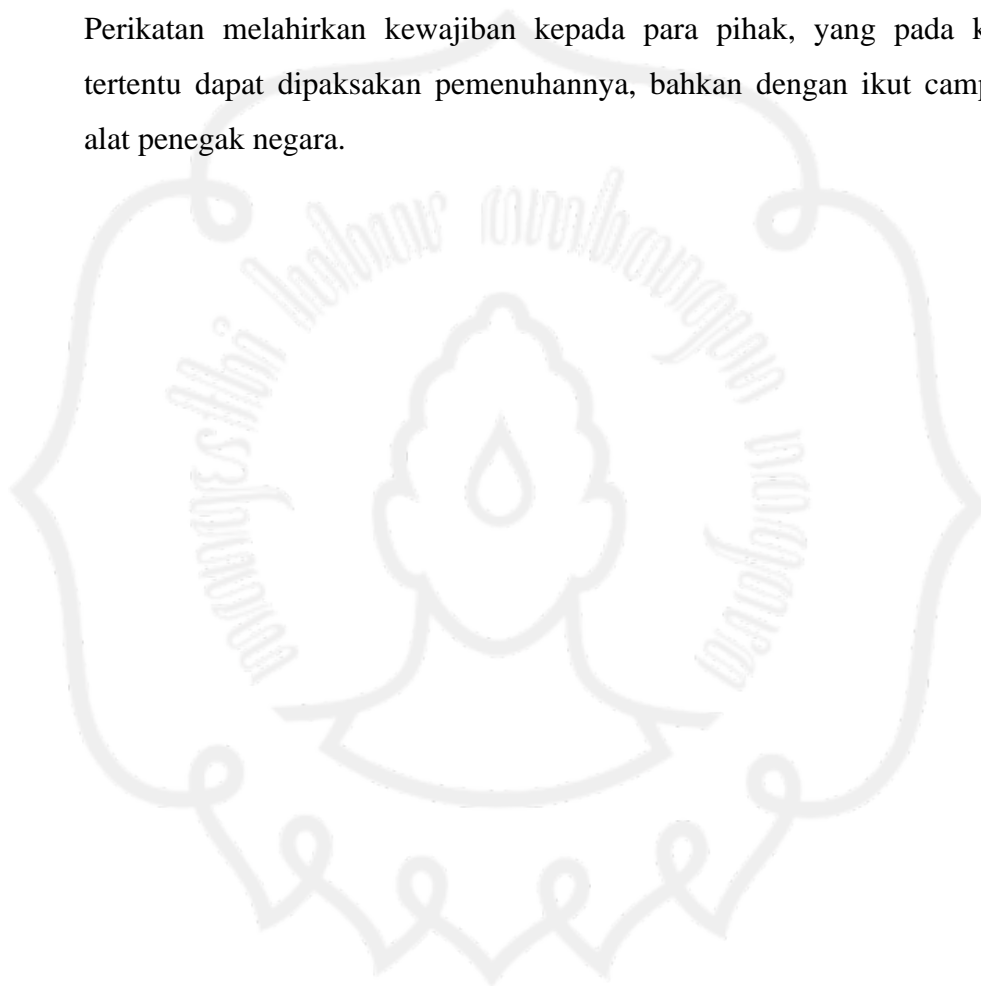 Perikatan melahirkan kewajiban kepada para pihak, yang pada k
tertentu dapat dipaksakan pemenuhannya, bahkan dengan ikut camp
alat penegak negara.